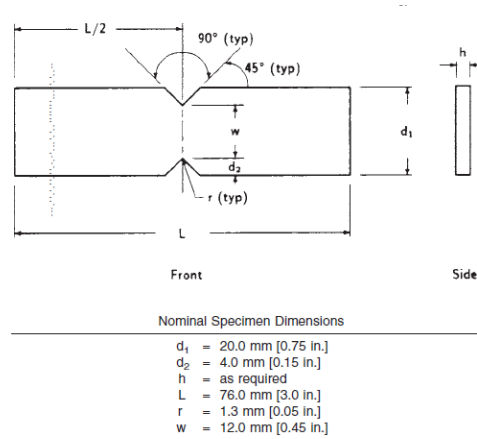 L/2
90° (typ)
45° (typ)
h
w
d₁
d₂
r (typ)
L
Front
Side
Nominal Specimen Dimensions
d₁ = 20.0 mm [0.75 in.]
d₂ = 4.0 mm [0.15 in.]
h = as required
L = 76.0 mm [3.0 in.]
r = 1.3 mm [0.05 in.]
w = 12.0 mm [0.45 in.]